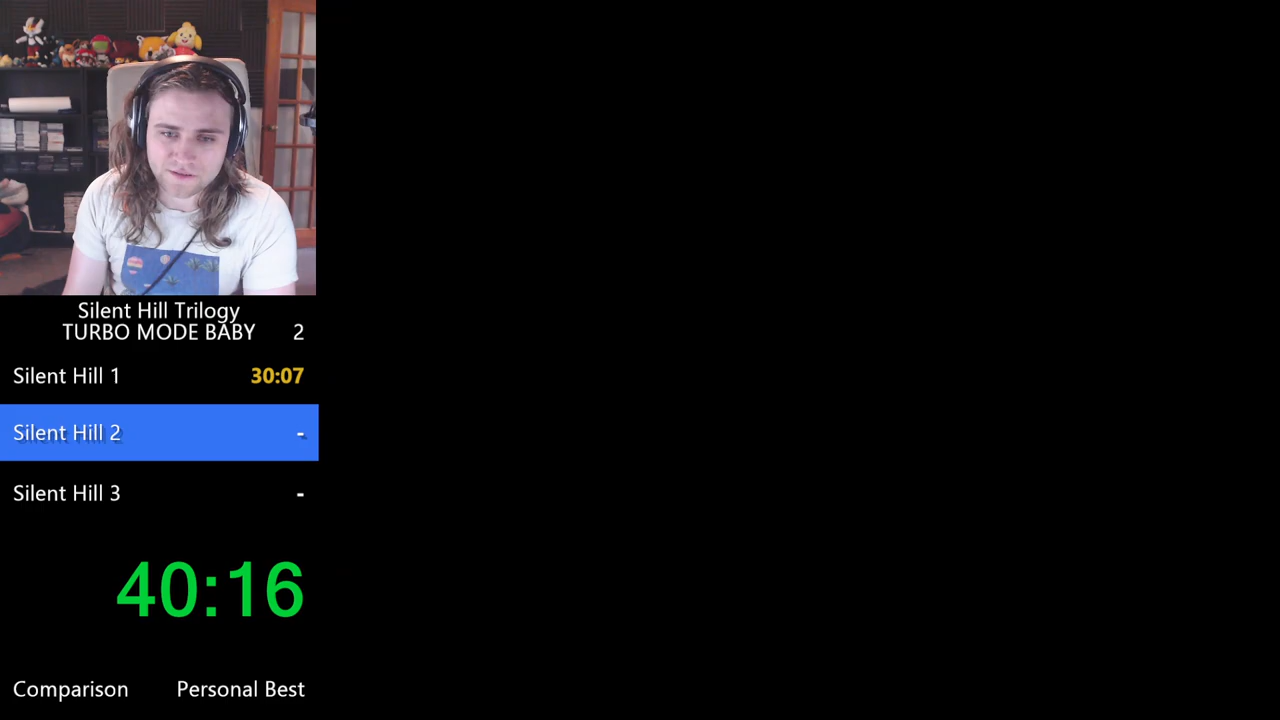 Silent Hill Trilogy
TURBO MODE BABY 2
Silent Hill 1 30:07
Silent Hill 2 -
Silent Hill 3 -
40:16
Comparison Personal Best